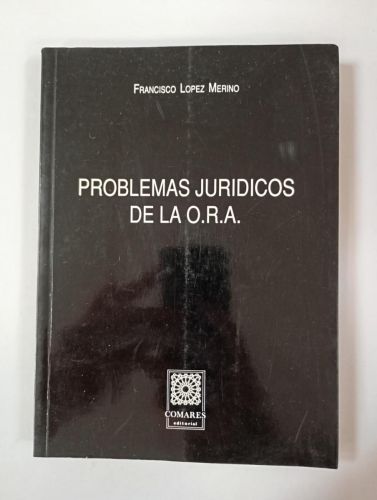 FRANCISCO LOPEZ MERINO
PROBLEMAS JURIDICOS
DE LA O.R.A.
COMARES
editorial